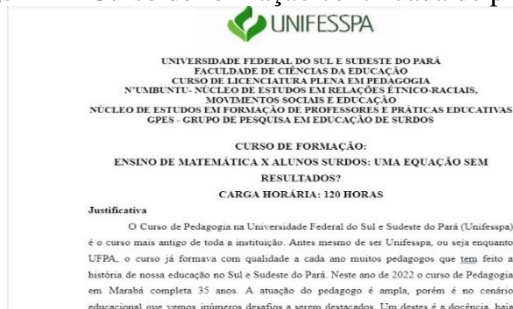 UNIFESSPA
UNIVERSIDADE FEDERAL DO SUL E SUDESTE DO PARÁ
FACULDADE DE CIÊNCIAS DA EDUCAÇÃO
CURSO DE LICENCIATURA PLENA EM PEDAGOGIA
N'UMBUNTU- NÚCLEO DE ESTUDOS EM RELAÇÕES ÉTNICO-RACIAIS,
MOVIMENTOS SOCIAIS E EDUCAÇÃO
NÚCLEO DE ESTUDOS EM FORMAÇÃO DE PROFESSORES E PRÁTICAS EDUCATIVAS
GPES - GRUPO DE PESQUISA EM EDUCAÇÃO DE SURDOS
CURSO DE FORMAÇÃO:
ENSINO DE MATEMÁTICA X ALUNOS SURDOS: UMA EQUAÇÃO SEM
RESULTADOS?
CARGA HORÁRIA: 120 HORAS
Justificativa
O Curso de Pedagogia na Universidade Federal do Sul e Sudeste do Pará (Unifesspa)
é o curso mais antigo de toda a instituição. Antes mesmo de ser Unifesspa, ou seja enquanto
UFPA, o curso já formava com qualidade a cada ano muitos pedagogos que tem feito a
história de nossa educação no Sul e Sudeste do Pará. Neste ano de 2022 o curso de Pedagogia
em Marabá completa 35 anos. A atuação do pedagogo é ampla, porém é no cenário
educacional que vemos inúmeros desafios a serem destacados. Um destes é a docência, haja